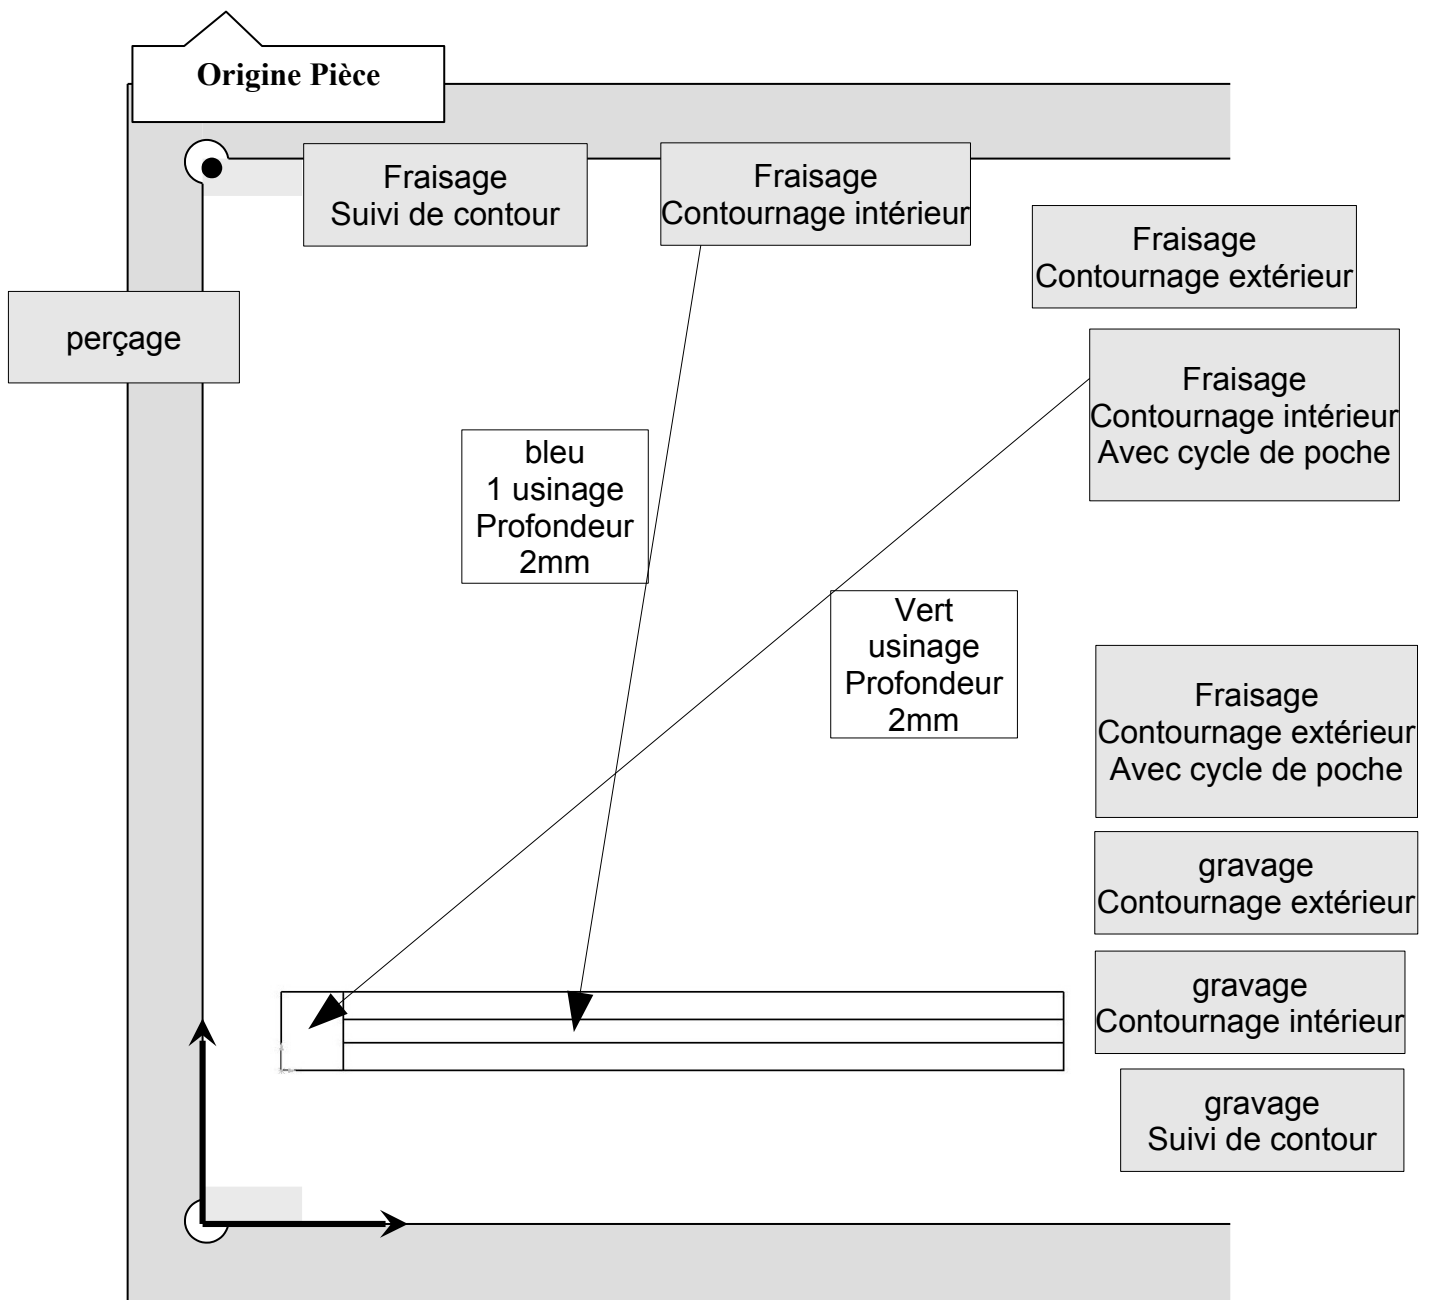 Origine Pièce
Fraisage
Suivi de contour
Fraisage
Contournage intérieur
Fraisage
Contournage extérieur
perçage
Fraisage
Contournage intérieur
Avec cycle de poche
bleu
1 usinage
Profondeur
2mm
Vert
usinage
Profondeur
2mm
Fraisage
Contournage extérieur
Avec cycle de poche
gravage
Contournage extérieur
gravage
Contournage intérieur
gravage
Suivi de contour